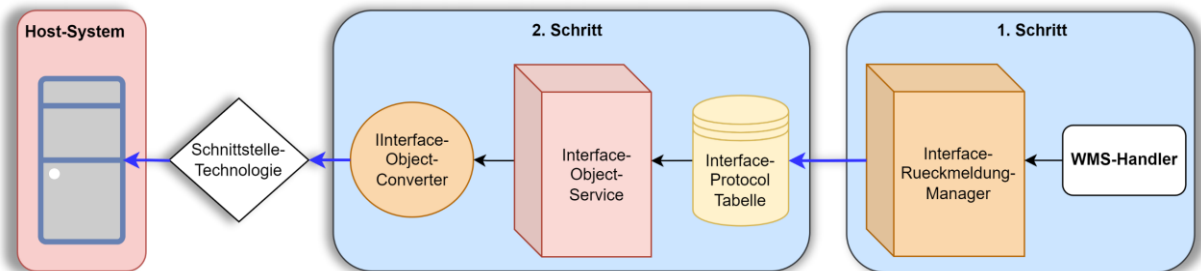 Host-System
2. Schritt
1. Schritt
Schnittstelle-
Technologie
IInterface-
Object-
Converter
Interface-
Object-
Service
Interface-
Protocol
Tabelle
Interface-
Rueckmeldung-
Manager
WMS-Handler